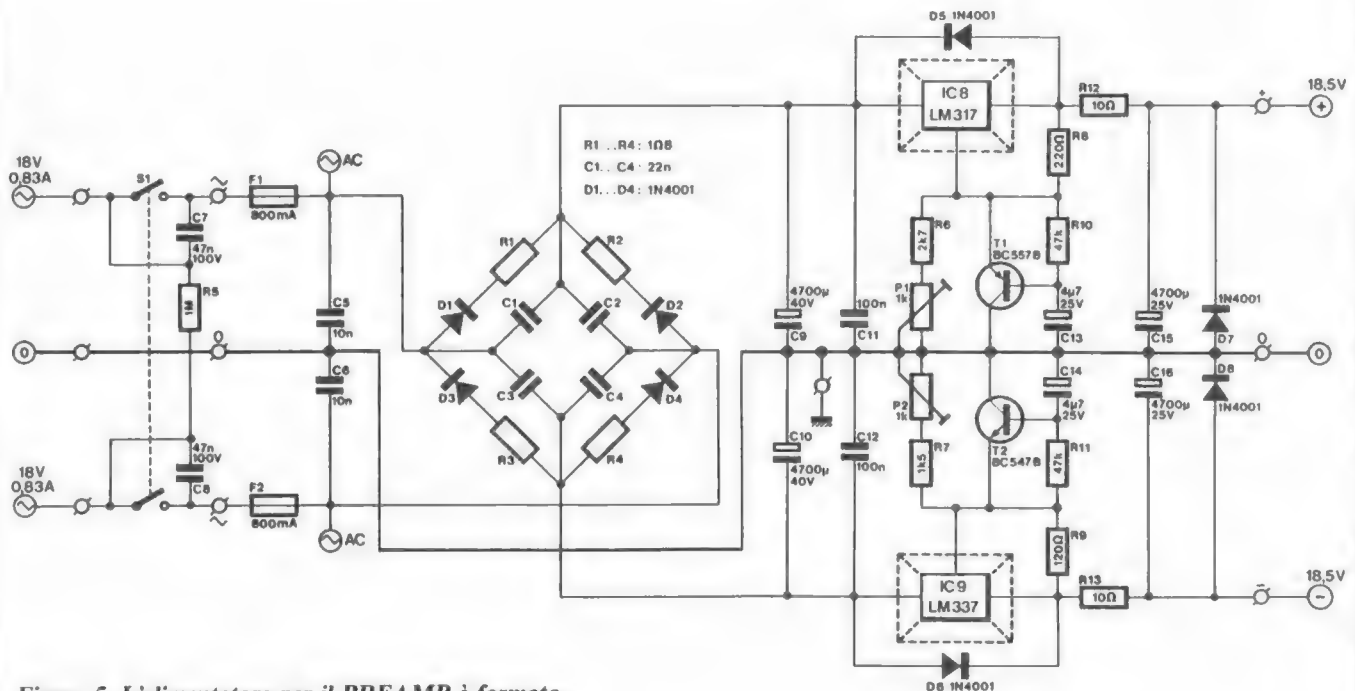 D5 1N4001
IC8
LM317
R12
10Ω
+
18,5V
+
R8
220Ω
18V
0,83A
S1
~
F1
800mA
AC
R1...R4: 1Ω8
C1...C4: 22n
D1...D4: 1N4001
C7
47n
100V
R5
1M
C5
10n
0
0
C6
10n
47n
100V
C8
18V
0,83A
~
F2
800mA
AC
R1
R2
D1
C1
C2
D2
D3
C3
C4
D4
R3
R4
4700µ
40V
C9
100n
C11
C10
4700µ
40V
C12
100n
R6
2k7
P1
1k
P2
1k
R7
1k5
T1
BC557B
R10
47k
4µ7
25V
C13
C14
4µ7
25V
T2
BC547B
R11
47k
R9
120Ω
4700µ
25V
C15
C16
4700µ
25V
1N4001
D7
D8
1N4001
0
0
IC9
LM337
R13
10Ω
-
18,5V
-
D6 1N4001